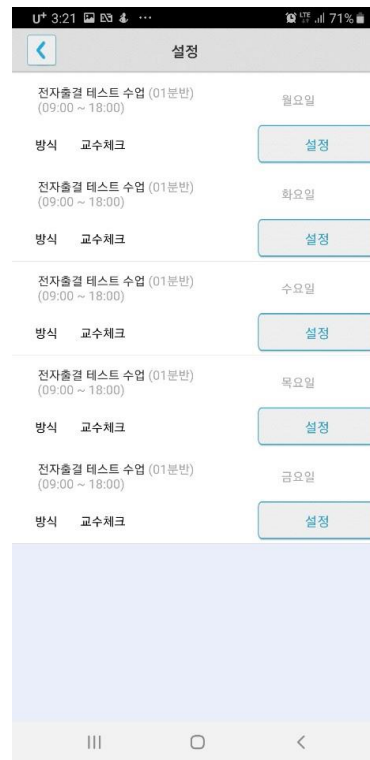 U+ 3:21 ... LTE 71%
설정
전자출결 테스트 수업 (01분반) 월요일
(09:00 ~ 18:00)
방식 교수체크 설정
전자출결 테스트 수업 (01분반) 화요일
(09:00 ~ 18:00)
방식 교수체크 설정
전자출결 테스트 수업 (01분반) 수요일
(09:00 ~ 18:00)
방식 교수체크 설정
전자출결 테스트 수업 (01분반) 목요일
(09:00 ~ 18:00)
방식 교수체크 설정
전자출결 테스트 수업 (01분반) 금요일
(09:00 ~ 18:00)
방식 교수체크 설정